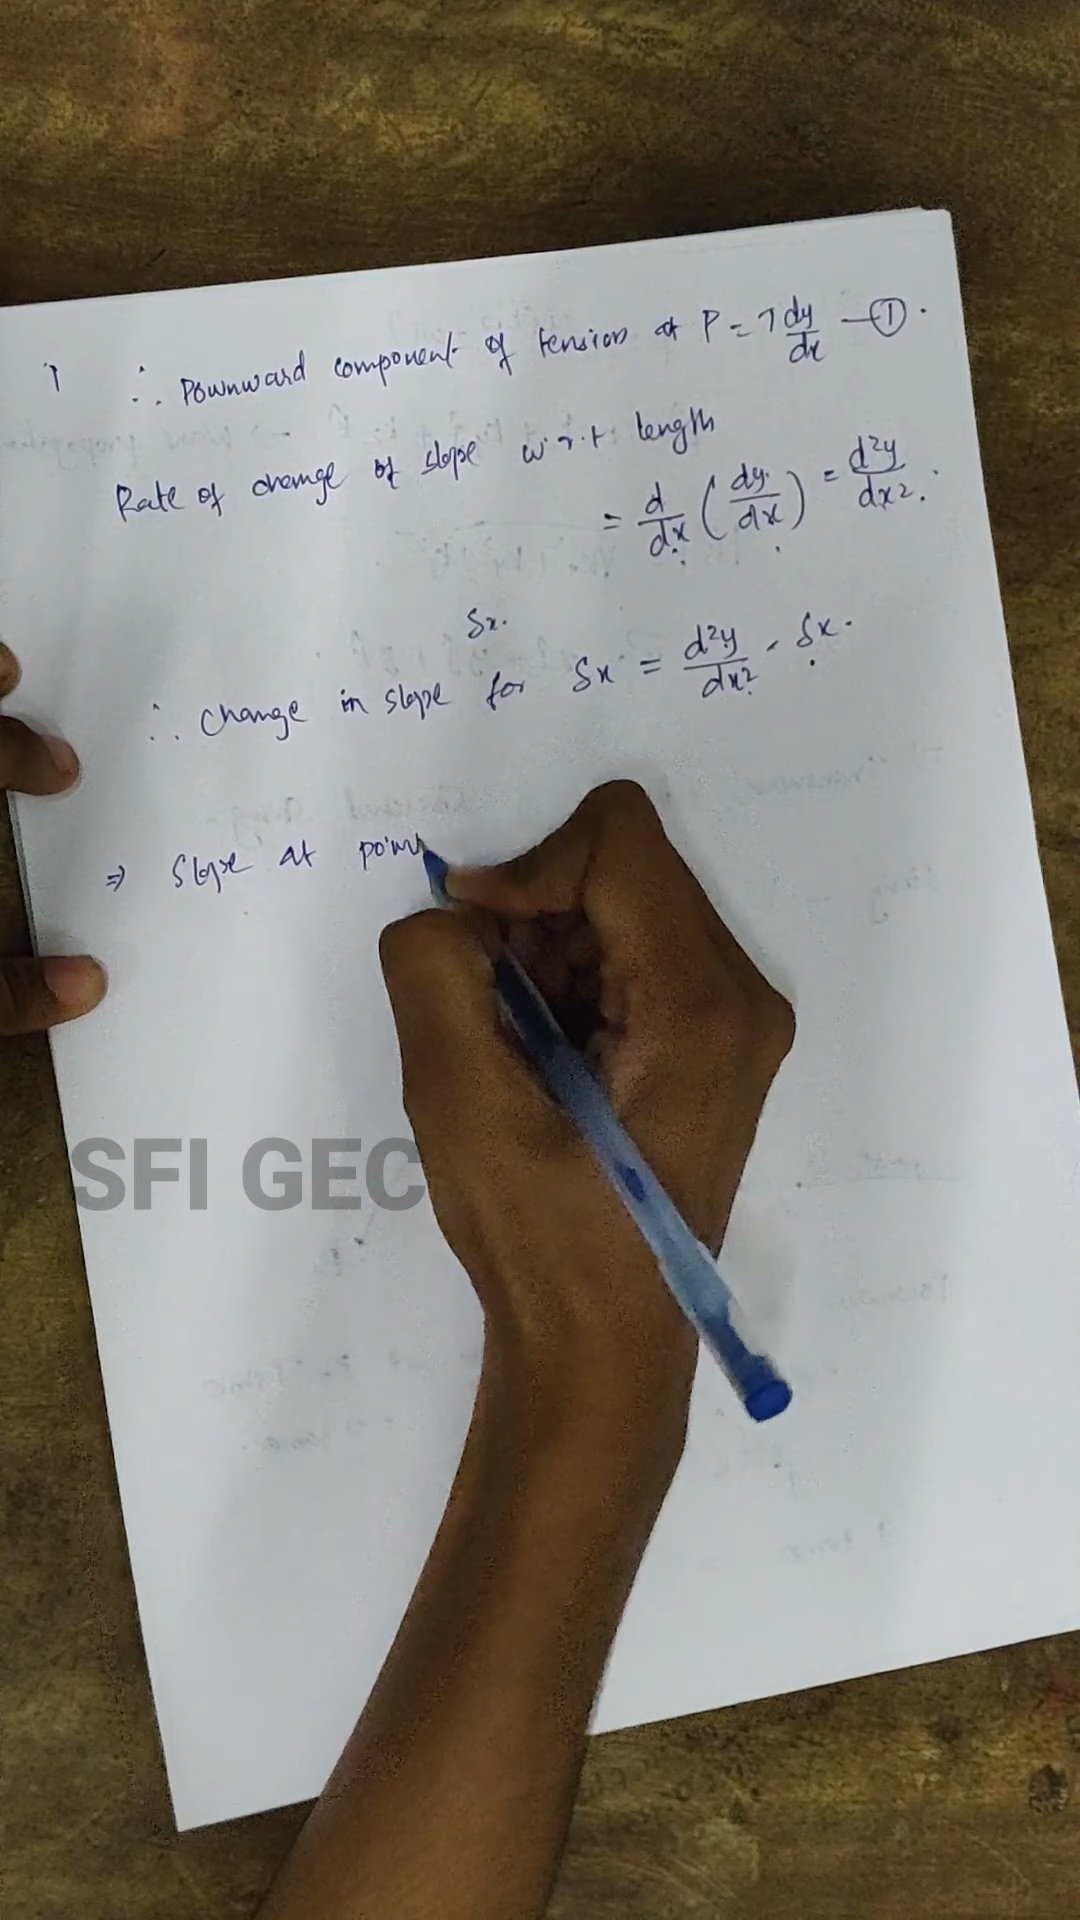 ∴ Downward component of tension at P = T dy/dx — ①.
Rate of change of slope w.r.t length
= d/dx (dy/dx) = d²y/dx².
δx.
∴ Change in slope for δx = d²y/dx² . δx.
⇒ Slope at poin
SFI GEC